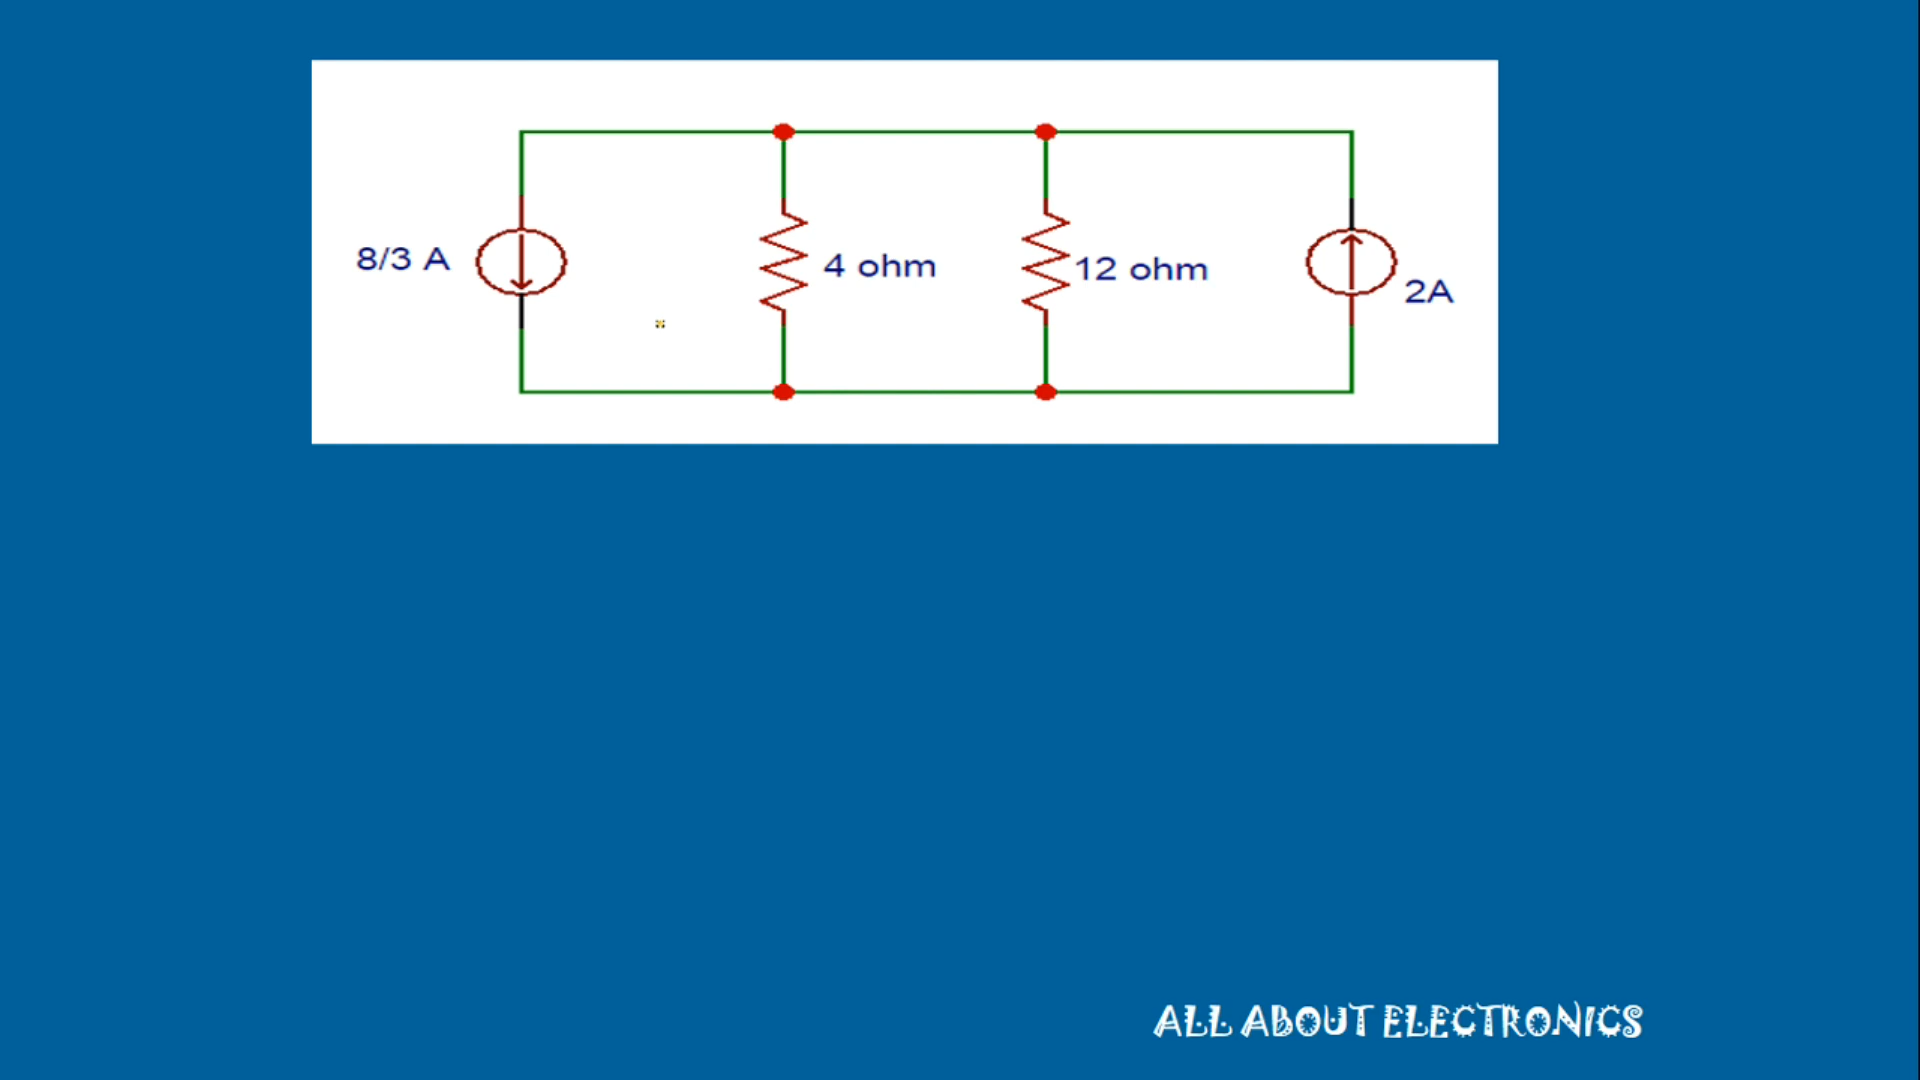 8/3 A
4 ohm
12 ohm
2A
ALL ABOUT ELECTRONICS